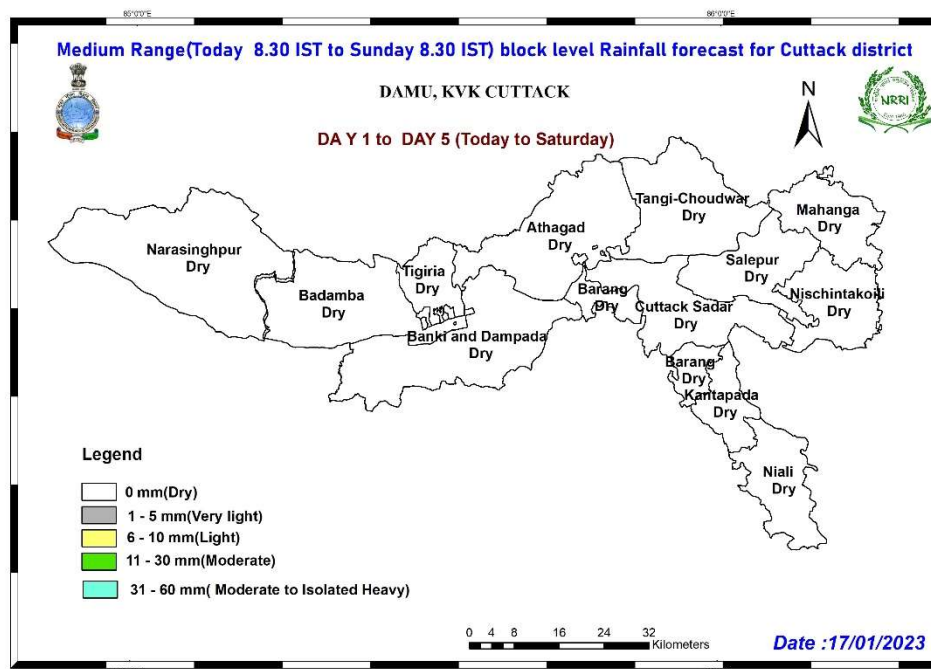 85°0'0"E
86°0'0"E
Medium Range(Today 8.30 IST to Sunday 8.30 IST) block level Rainfall forecast for Cuttack district
DAMU, KVK CUTTACK
N
NRRI
DA Y 1 to DAY 5 (Today to Saturday)
Tangi-Choudwar
Dry
Mahanga
Dry
Athagad
Dry
Narasinghpur
Dry
Salepur
Dry
Tigiria
Dry
Badamba
Dry
Barang
Dry
Nischintakoili
Dry
Cuttack Sadar
Dry
Banki and Dampada
Dry
Barang
Dry
Kantapada
Dry
Niali
Dry
Legend
0 mm(Dry)
1 - 5 mm(Very light)
6 - 10 mm(Light)
11 - 30 mm(Moderate)
31 - 60 mm( Moderate to Isolated Heavy)
0 4 8 16 24 32
Kilometers
Date :17/01/2023